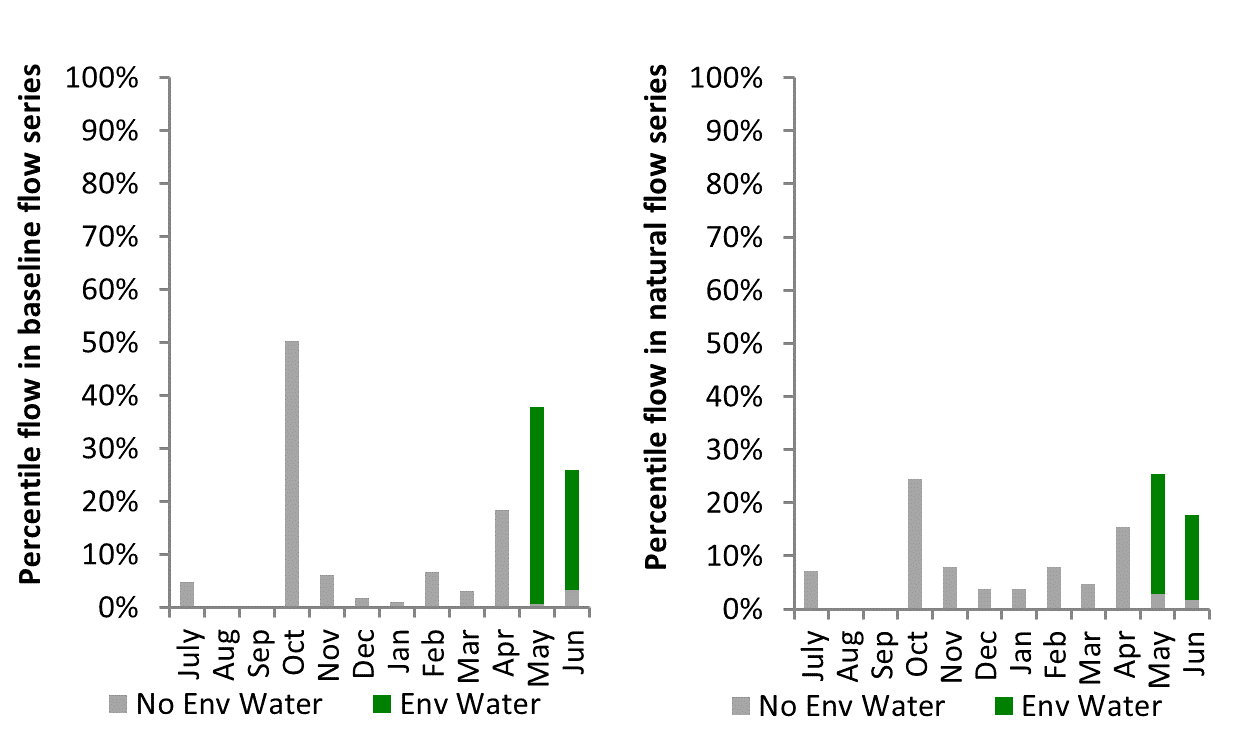 Percentile flow in baseline flow series
100%
90%
80%
70%
60%
50%
40%
30%
20%
10%
0%
July
Aug
Sep
Oct
Nov
Dec
Jan
Feb
Mar
Apr
May
Jun
No Env Water
Env Water
Percentile flow in natural flow series
100%
90%
80%
70%
60%
50%
40%
30%
20%
10%
0%
July
Aug
Sep
Oct
Nov
Dec
Jan
Feb
Mar
Apr
May
Jun
No Env Water
Env Water